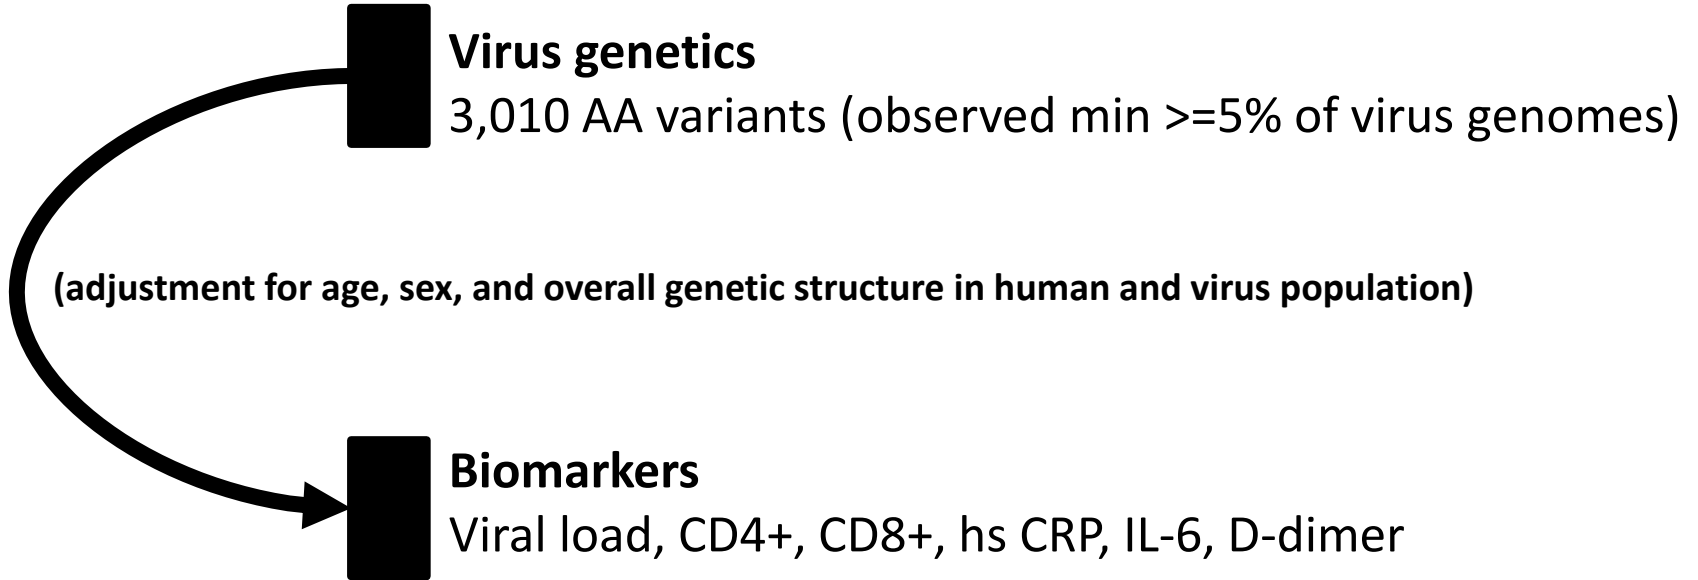 Virus genetics
3,010 AA variants (observed min >=5% of virus genomes)
(adjustment for age, sex, and overall genetic structure in human and virus population)
Biomarkers
Viral load, CD4+, CD8+, hs CRP, IL-6, D-dimer